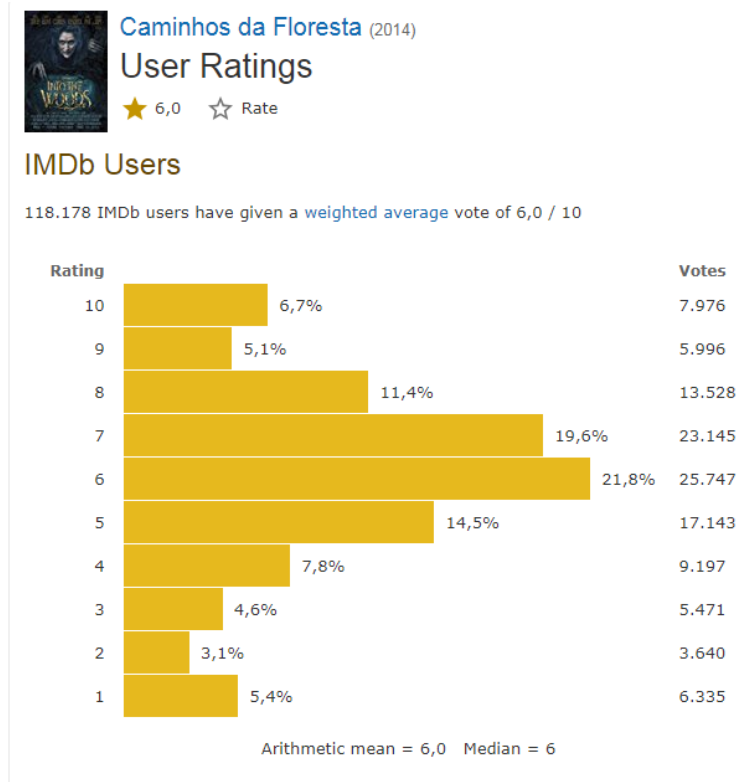 Caminhos da Floresta (2014)
User Ratings
6,0 Rate
INTO THE
WOODS
IMDb Users
118.178 IMDb users have given a weighted average vote of 6,0 / 10
Rating Votes
10 6,7% 7.976
9 5,1% 5.996
8 11,4% 13.528
7 19,6% 23.145
6 21,8% 25.747
5 14,5% 17.143
4 7,8% 9.197
3 4,6% 5.471
2 3,1% 3.640
1 5,4% 6.335
Arithmetic mean = 6,0 Median = 6